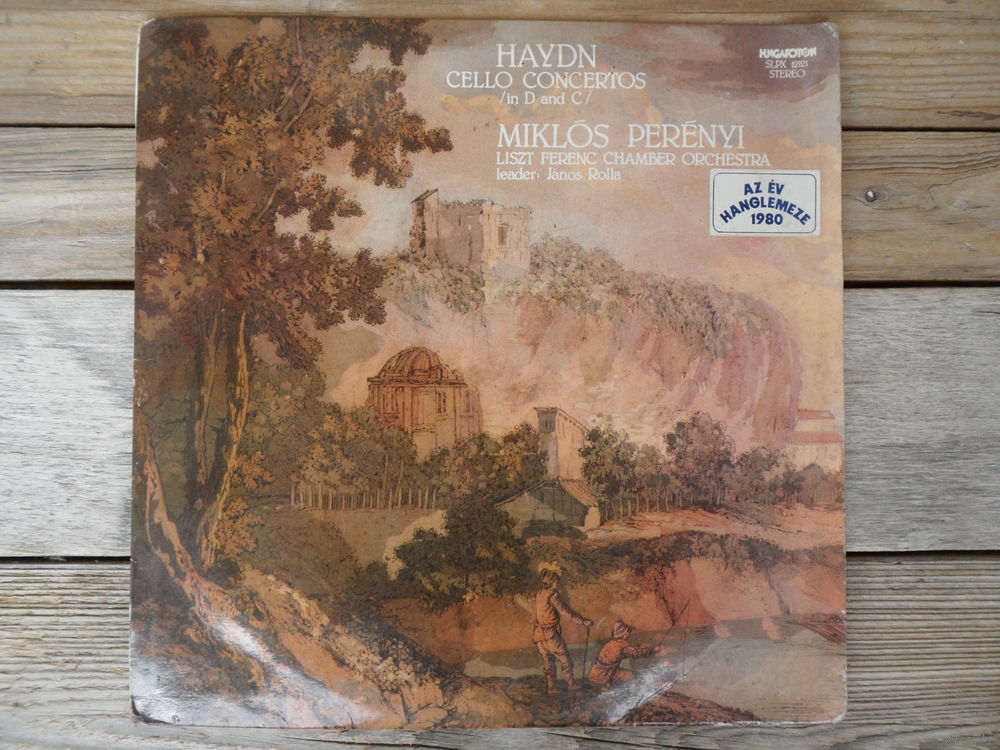 HAYDN
CELLO CONCERTOS
/in D and C/
MIKLÓS PERÉNYI
LISZT FERENC CHAMBER ORCHESTRA
leader: János Rolla
HUNGAROTON
SLPX 12121
STEREO
AZ ÉV
HANGLEMEZE
1980